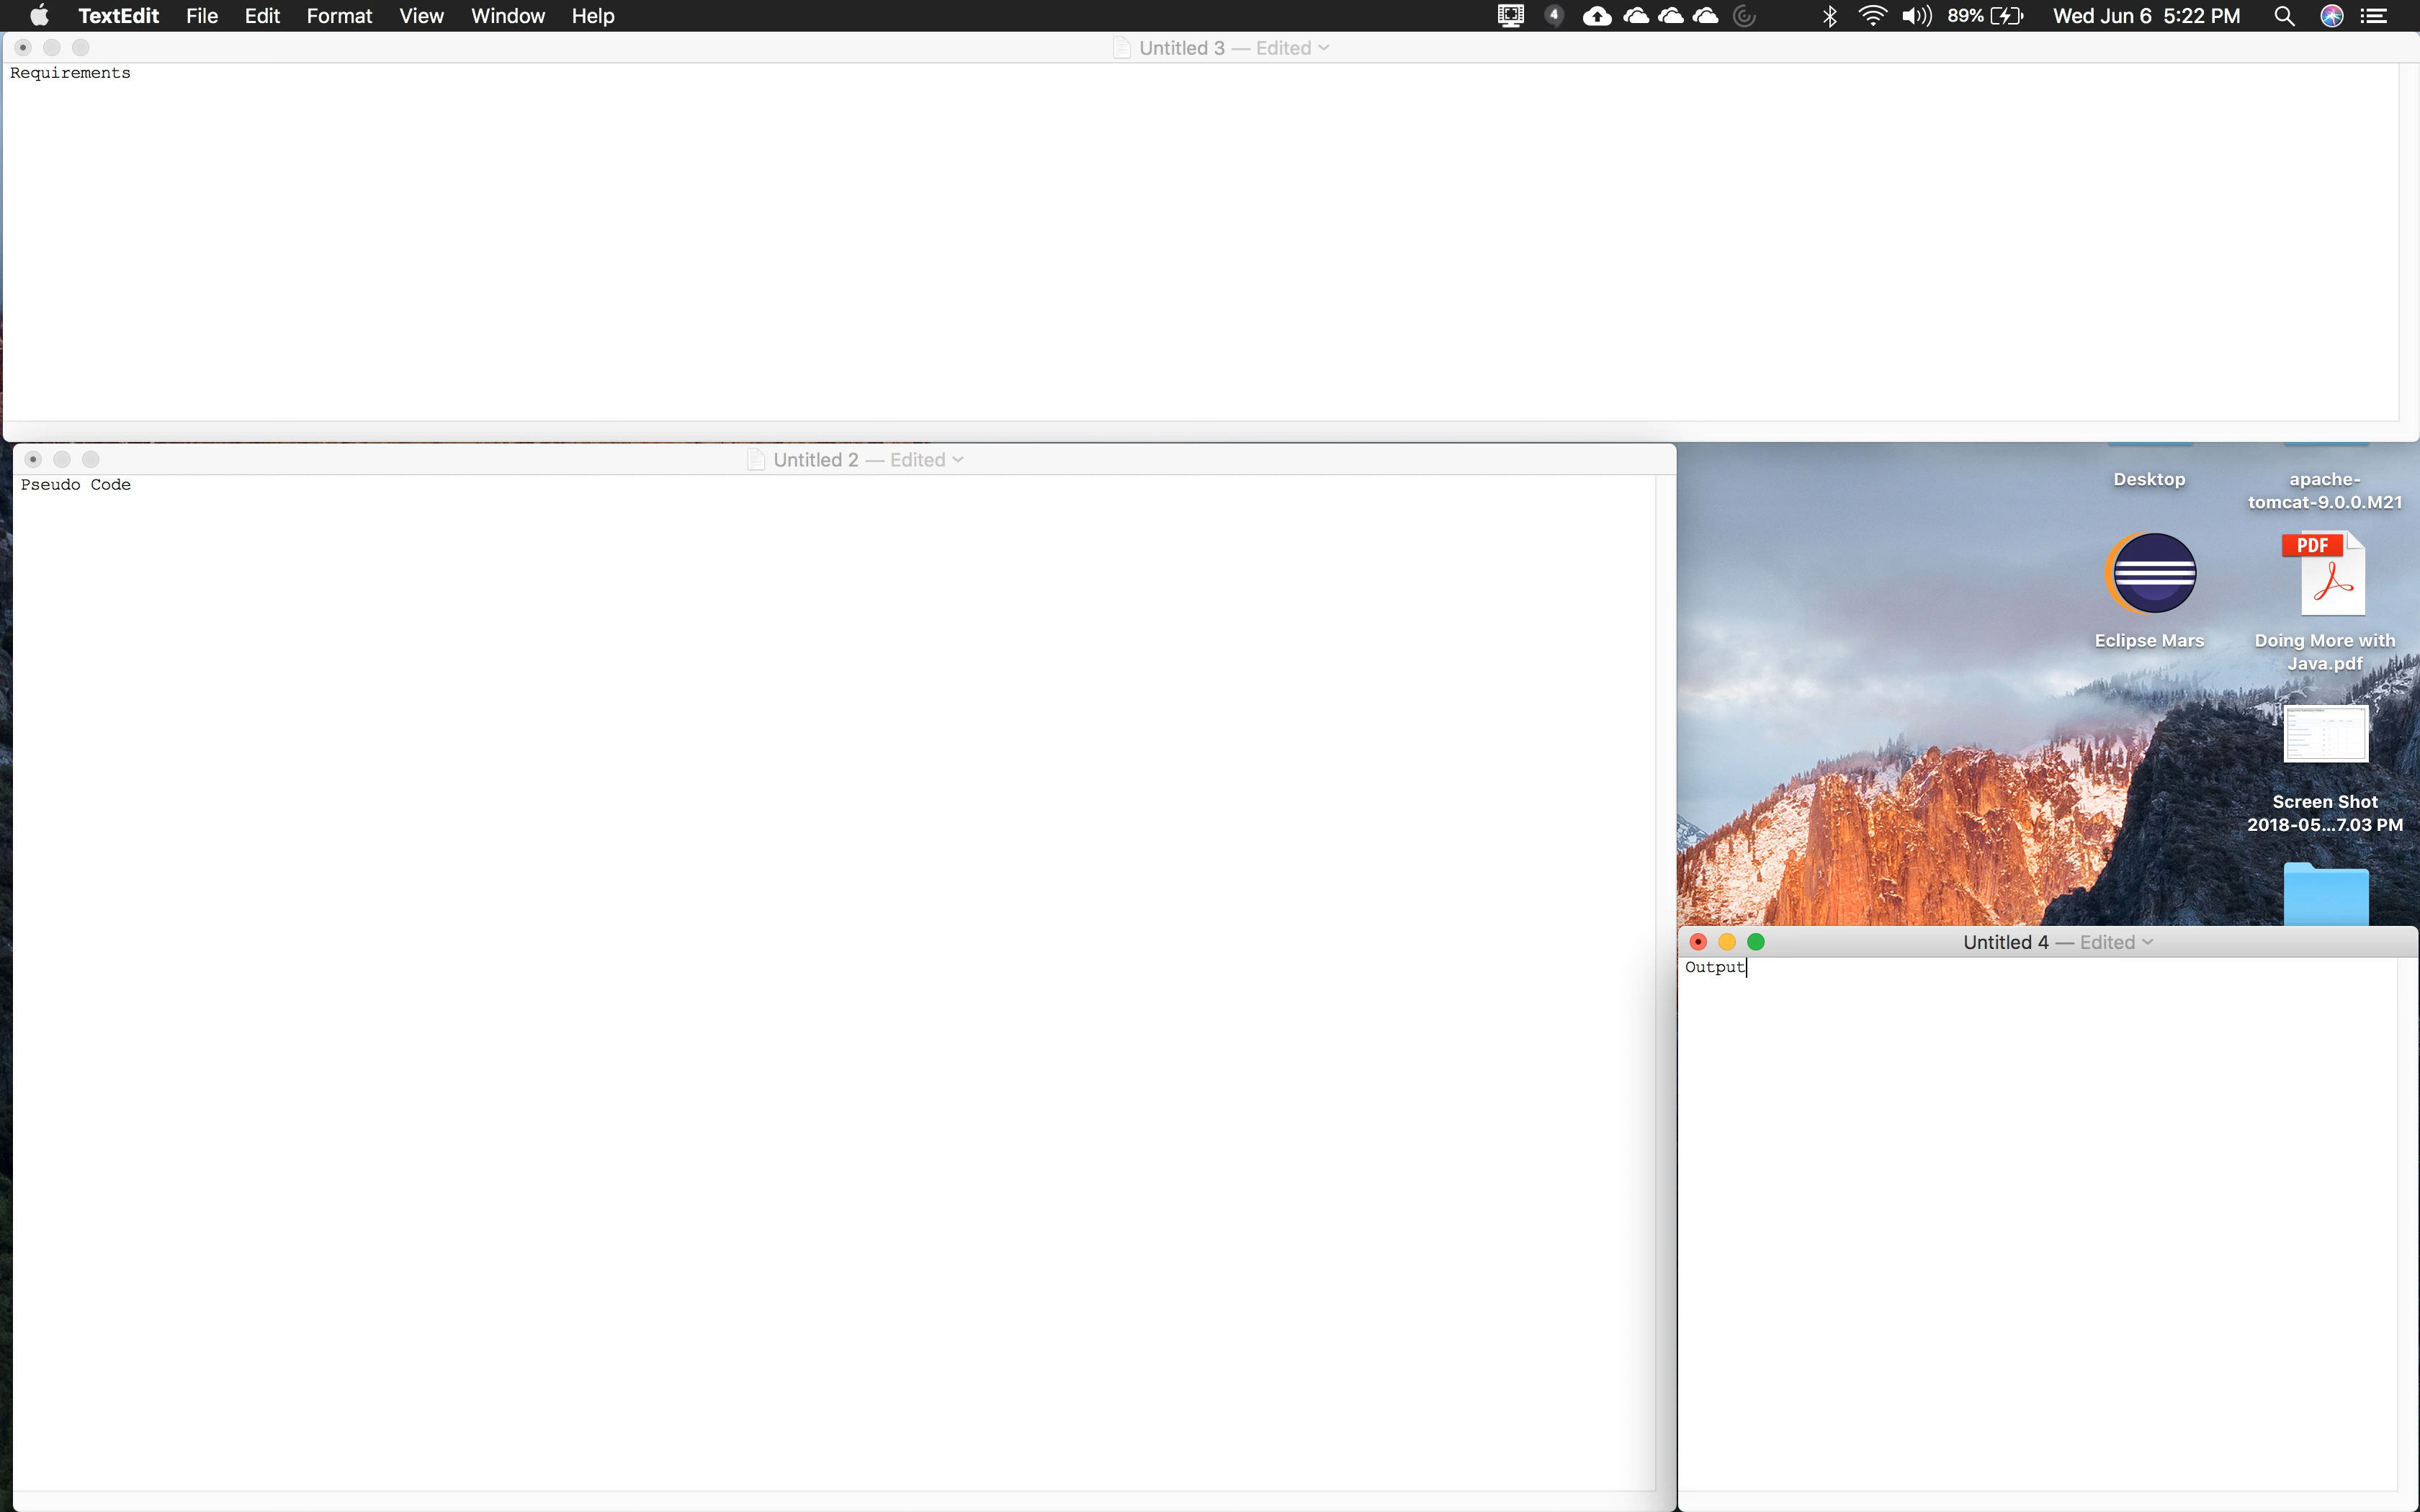 TextEdit File Edit Format View Window Help 4 89% Wed Jun 6 5:22 PM
Untitled 3 — Edited
Requirements
Untitled 2 — Edited
Pseudo Code
Desktop
apache-
tomcat-9.0.0.M21
PDF
Eclipse Mars
Doing More with
Java.pdf
Screen Shot
2018-05...7.03 PM
Untitled 4 — Edited
Output